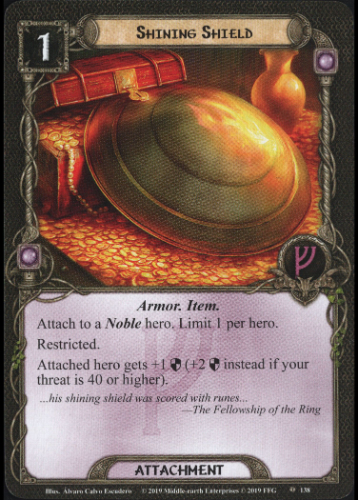 1
SHINING SHIELD
Armor. Item.
Attach to a Noble hero. Limit 1 per hero.
Restricted.
Attached hero gets +1 (+2 instead if your
threat is 40 or higher).
...his shining shield was scored with runes...
—The Fellowship of the Ring
Illus. Álvaro Calvo Escudero © 2019 Middle-earth Enterprises © 2019 FFG 138
ATTACHMENT